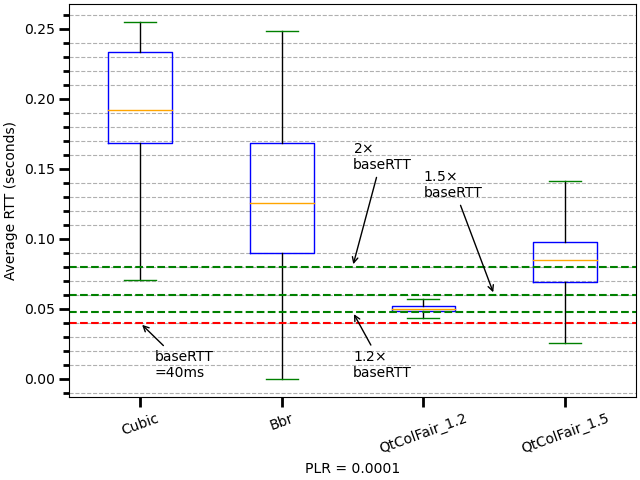 0.25
0.20
0.15
0.10
0.05
0.00
Average RTT (seconds)
2×
baseRTT
1.5×
baseRTT
baseRTT
=40ms
1.2×
baseRTT
Cubic
Bbr
QtColFair_1.2
QtColFair_1.5
PLR = 0.0001